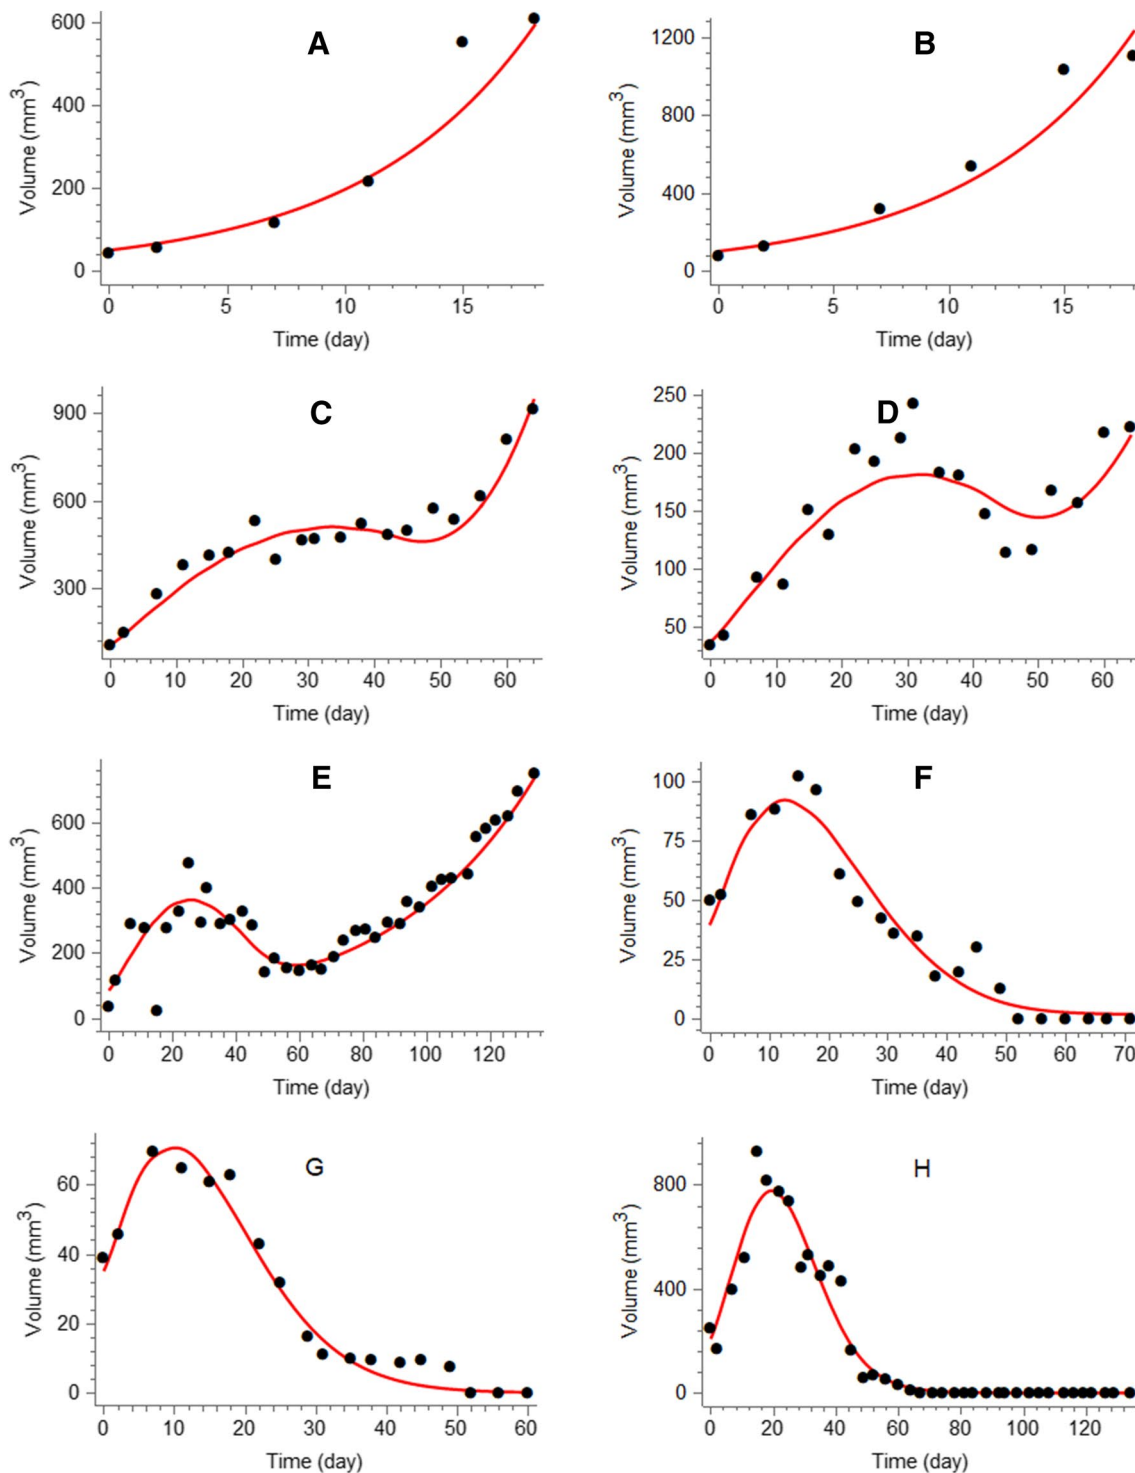 A
Volume (mm³)
600
400
200
0
0 5 10 15
Time (day)
B
Volume (mm³)
1200
800
400
0
0 5 10 15
Time (day)
C
Volume (mm³)
900
600
300
0 10 20 30 40 50 60
Time (day)
D
Volume (mm³)
250
200
150
100
50
0 10 20 30 40 50 60
Time (day)
E
Volume (mm³)
600
400
200
0
0 20 40 60 80 100 120
Time (day)
F
Volume (mm³)
100
75
50
25
0
0 10 20 30 40 50 60 70
Time (day)
G
Volume (mm³)
60
40
20
0
0 10 20 30 40 50 60
Time (day)
H
Volume (mm³)
800
400
0
0 20 40 60 80 100 120
Time (day)